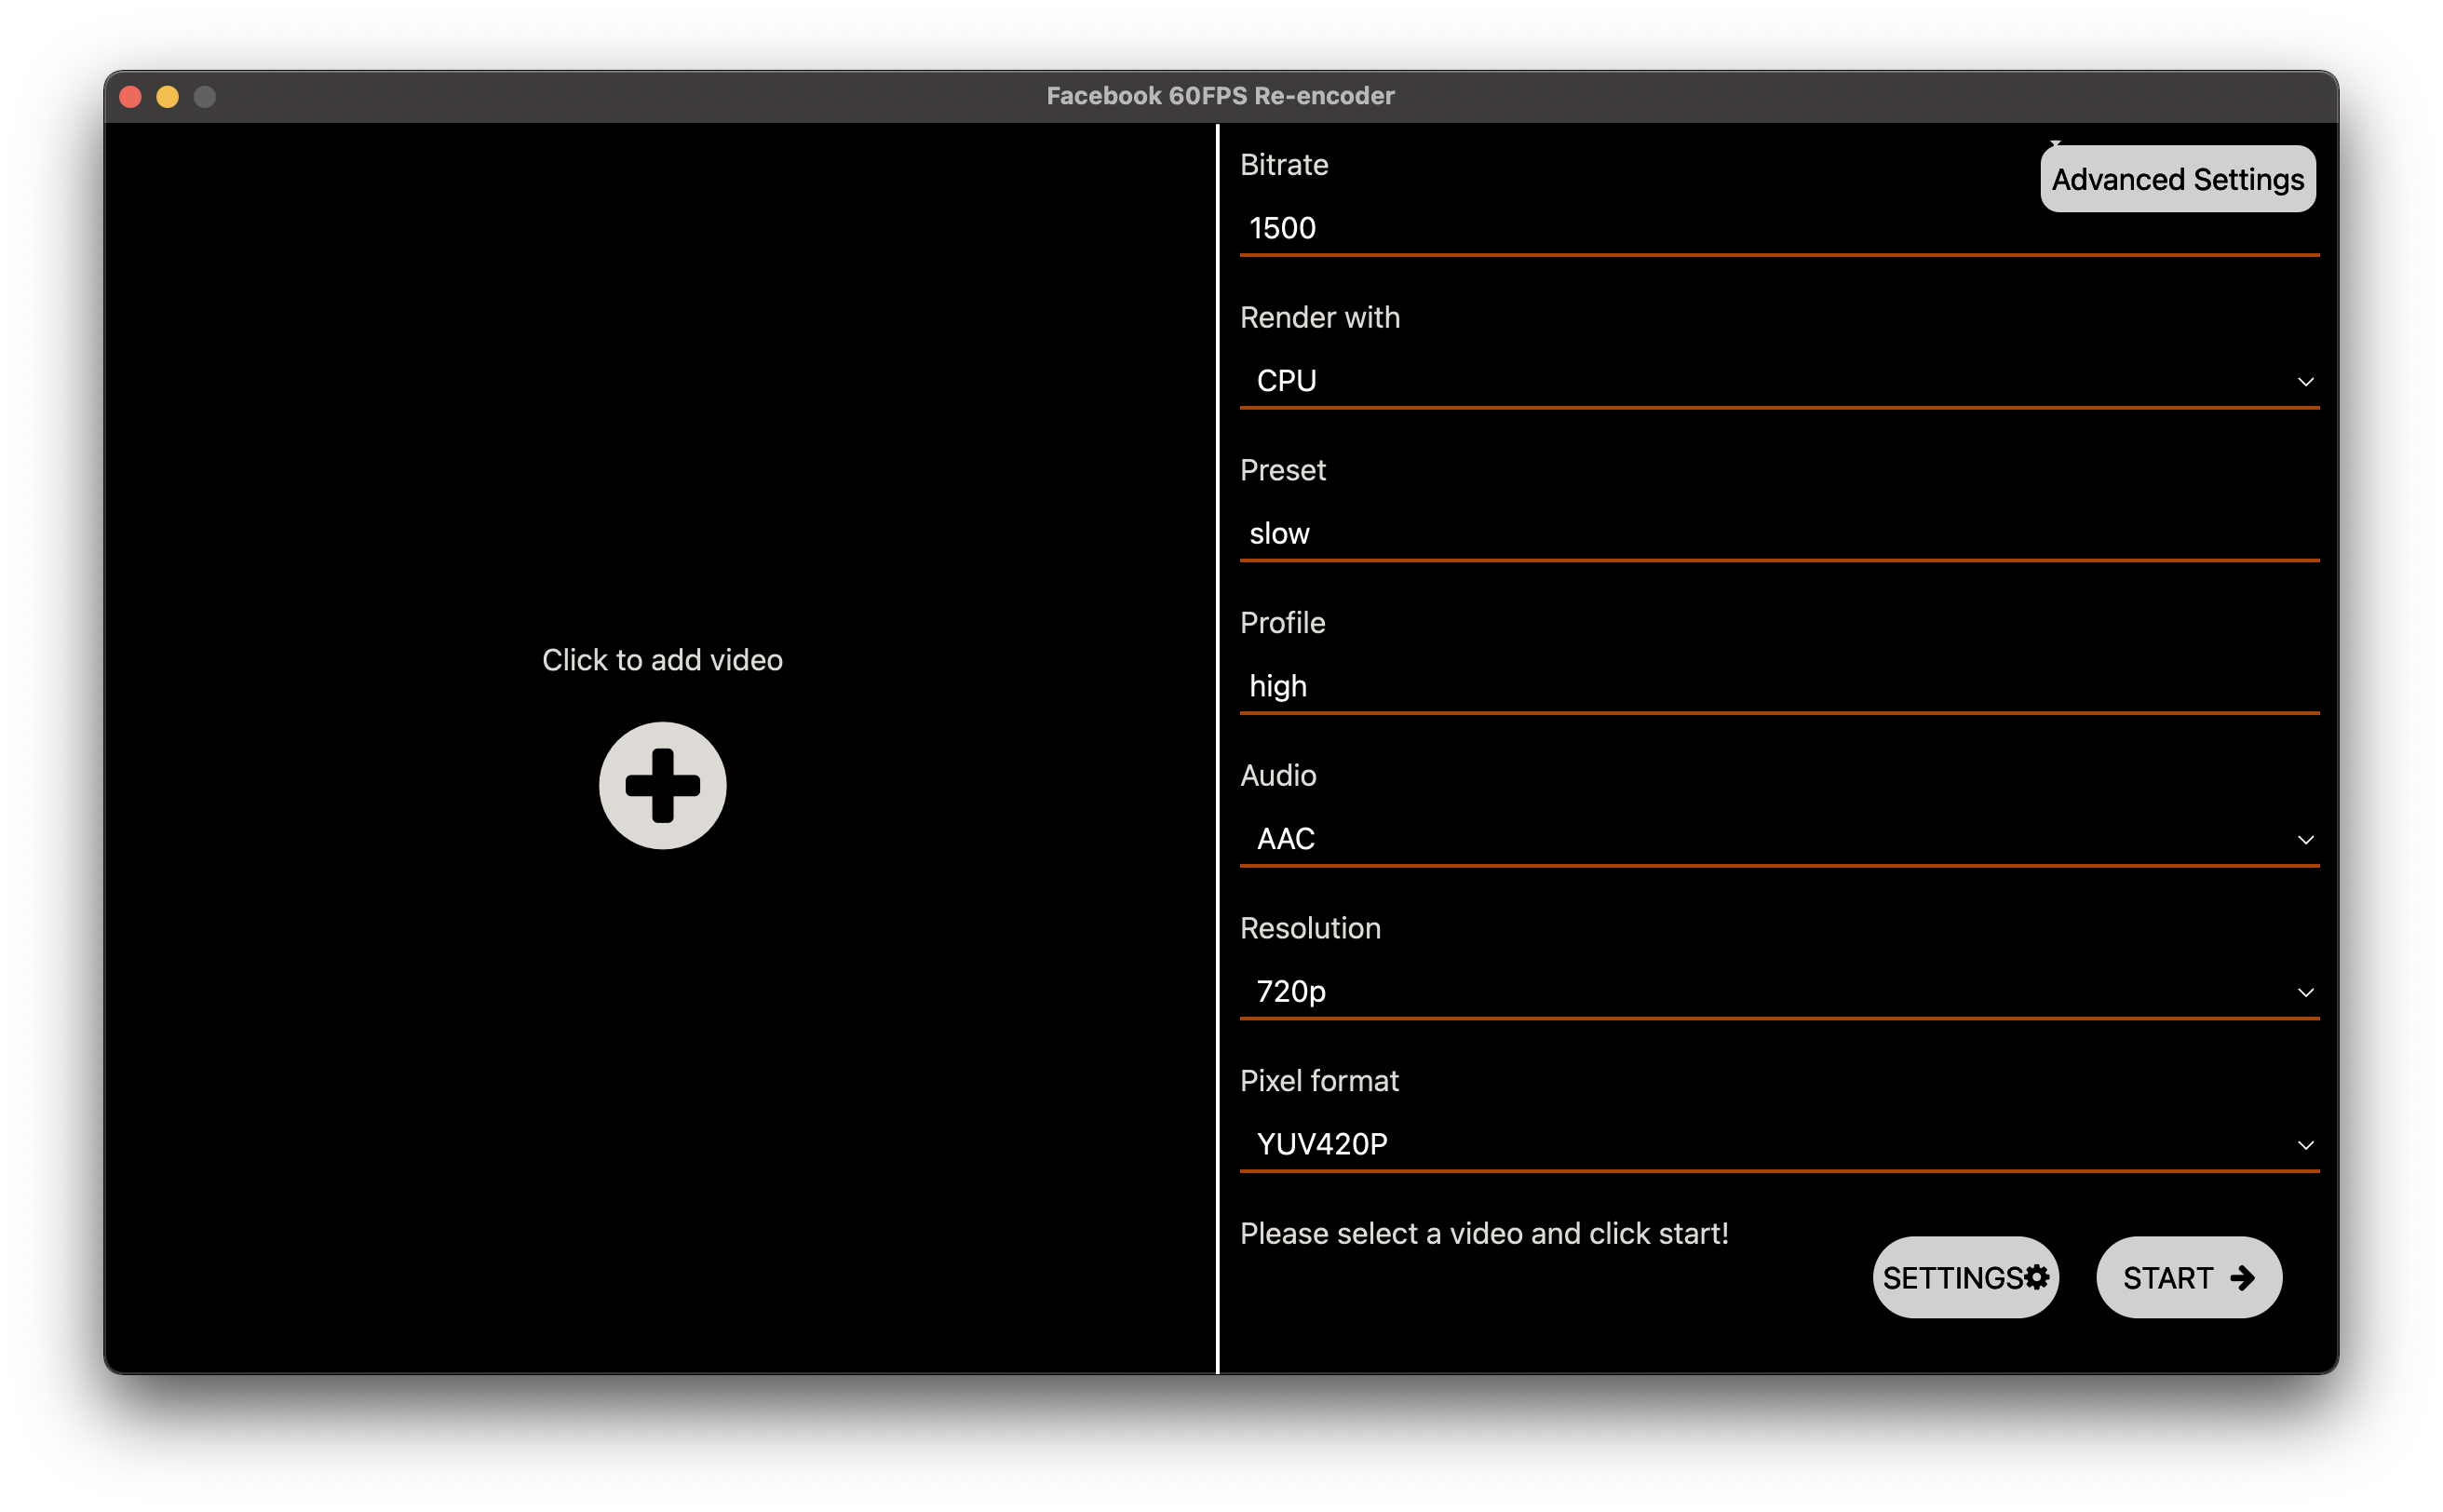 Facebook 60FPS Re-encoder
Click to add video
Bitrate
Advanced Settings
1500
Render with
CPU
Preset
slow
Profile
high
Audio
AAC
Resolution
720p
Pixel format
YUV420P
Please select a video and click start!
SETTINGS
START